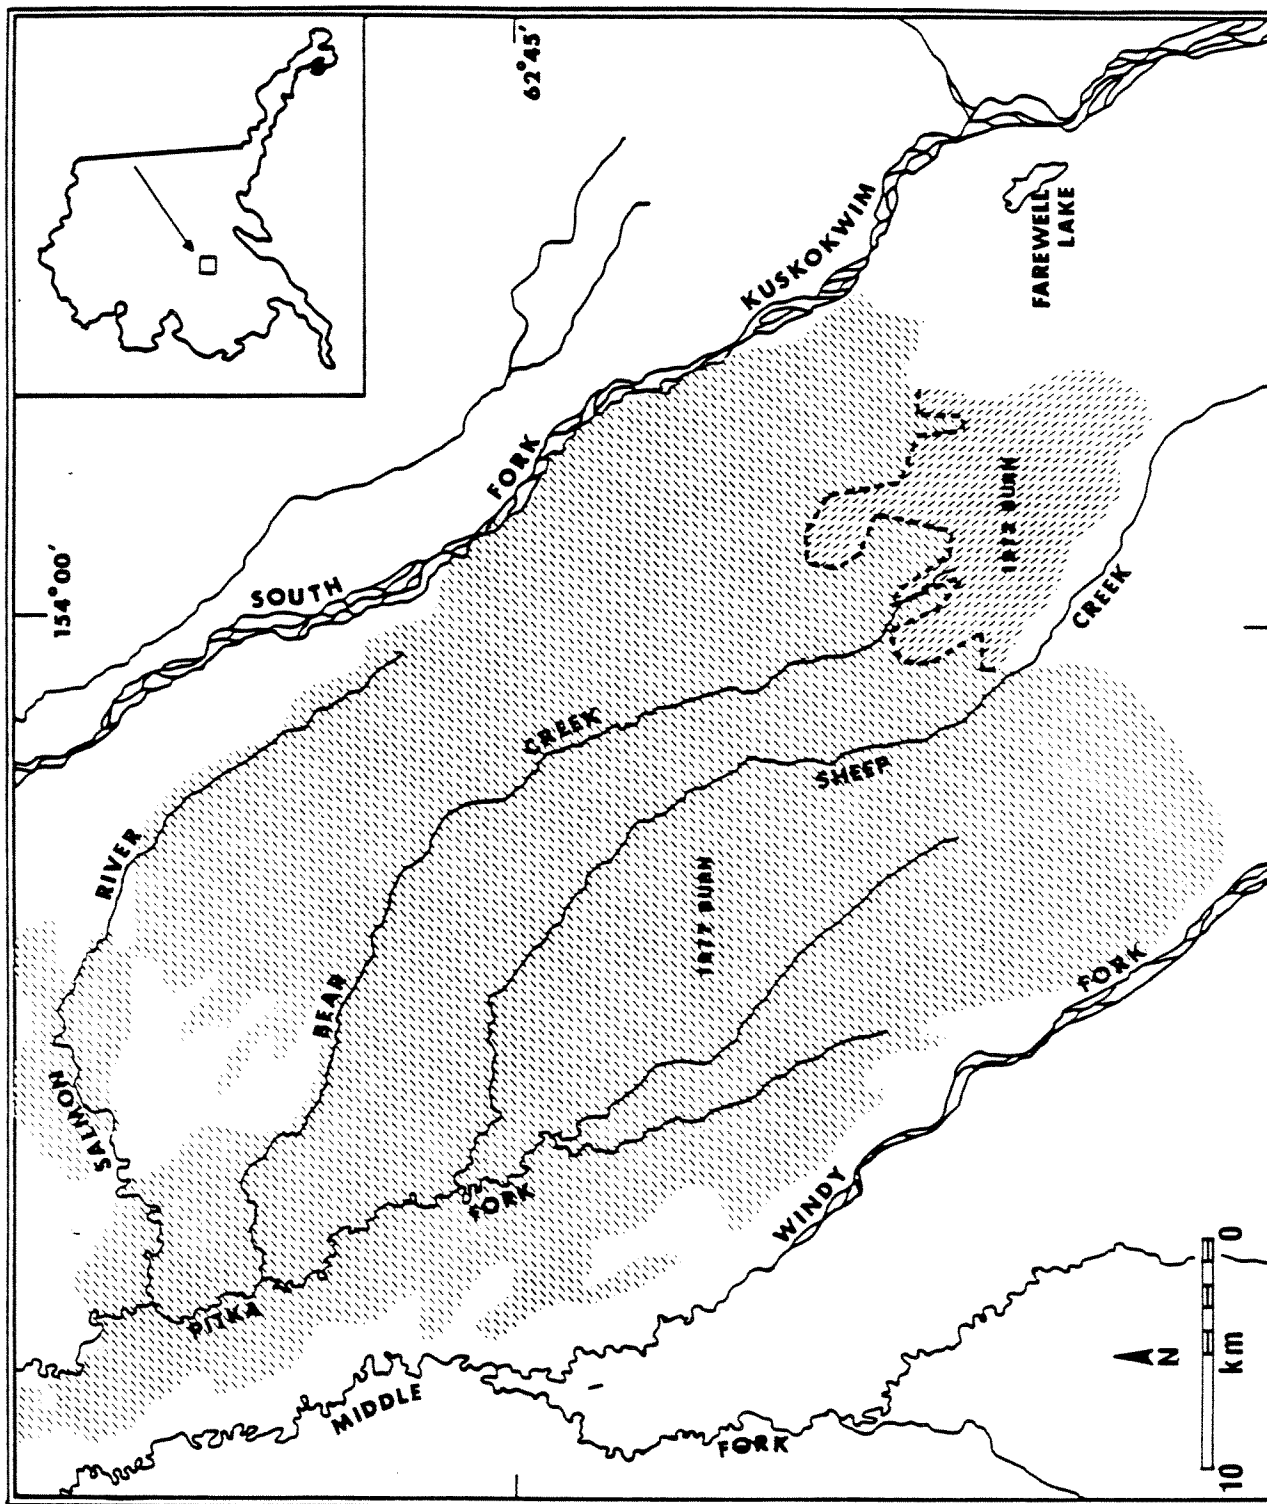 62°45'
154°00'
SOUTH
FORK
KUSKOKWIM
FAREWELL
LAKE
SALMON
RIVER
BEAR
CREEK
SHEEP
CREEK
1972 BURN
1977 BURN
PITKA
FORK
WINDY
FORK
MIDDLE
FORK
N
10
km
0